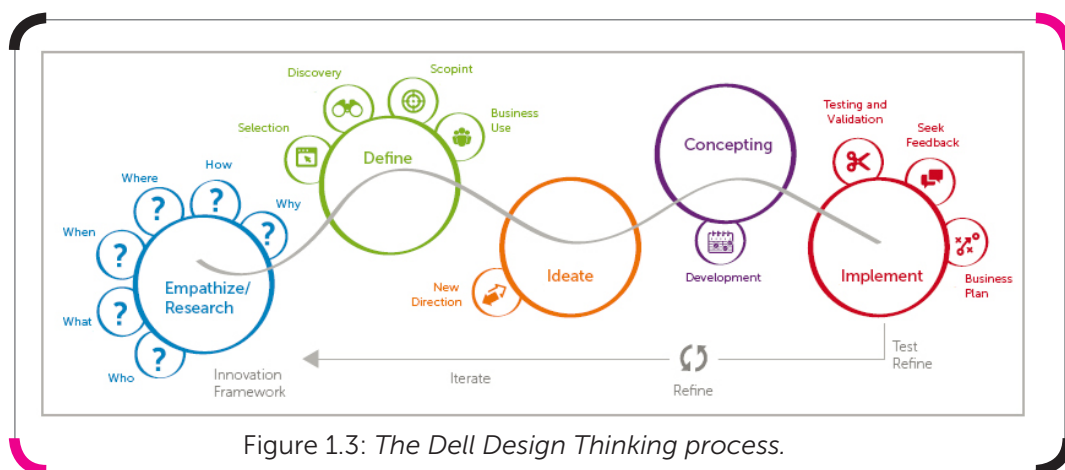 Who
What
When
Where
How
Why
Empathize/
Research
Selection
Discovery
Scopint
Business
Use
Define
New
Direction
Ideate
Concepting
Development
Testing and
Validation
Seek
Feedback
Business
Plan
Implement
Test
Refine
Refine
Iterate
Innovation
Framework
Figure 1.3: The Dell Design Thinking process.